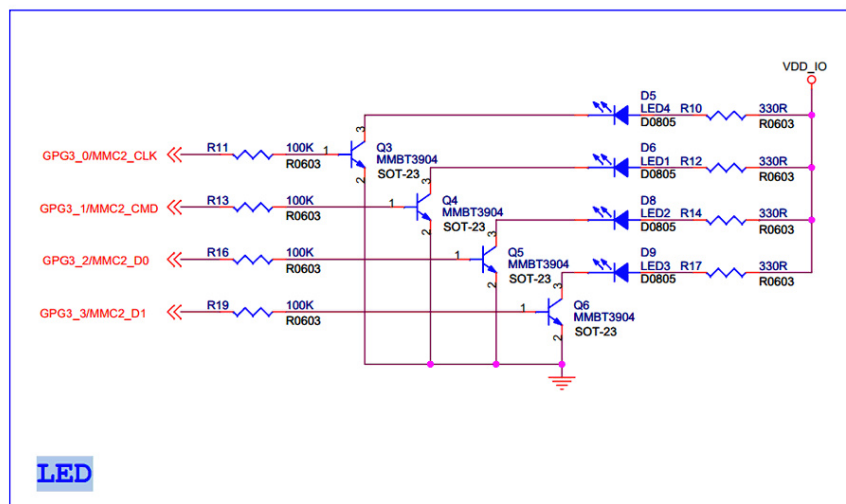 VDD_IO
D5
LED4 R10 330R
D0805 R0603
3
GPG3_0/MMC2_CLK R11 100K 1 Q3
R0603 MMBT3904
2 SOT-23
D6
LED1 R12 330R
D0805 R0603
3
GPG3_1/MMC2_CMD R13 100K 1 Q4
R0603 MMBT3904
2 SOT-23
D8
LED2 R14 330R
D0805 R0603
3
GPG3_2/MMC2_D0 R16 100K 1 Q5
R0603 MMBT3904
2 SOT-23
D9
LED3 R17 330R
D0805 R0603
3
GPG3_3/MMC2_D1 R19 100K 1 Q6
R0603 MMBT3904
2 SOT-23
LED